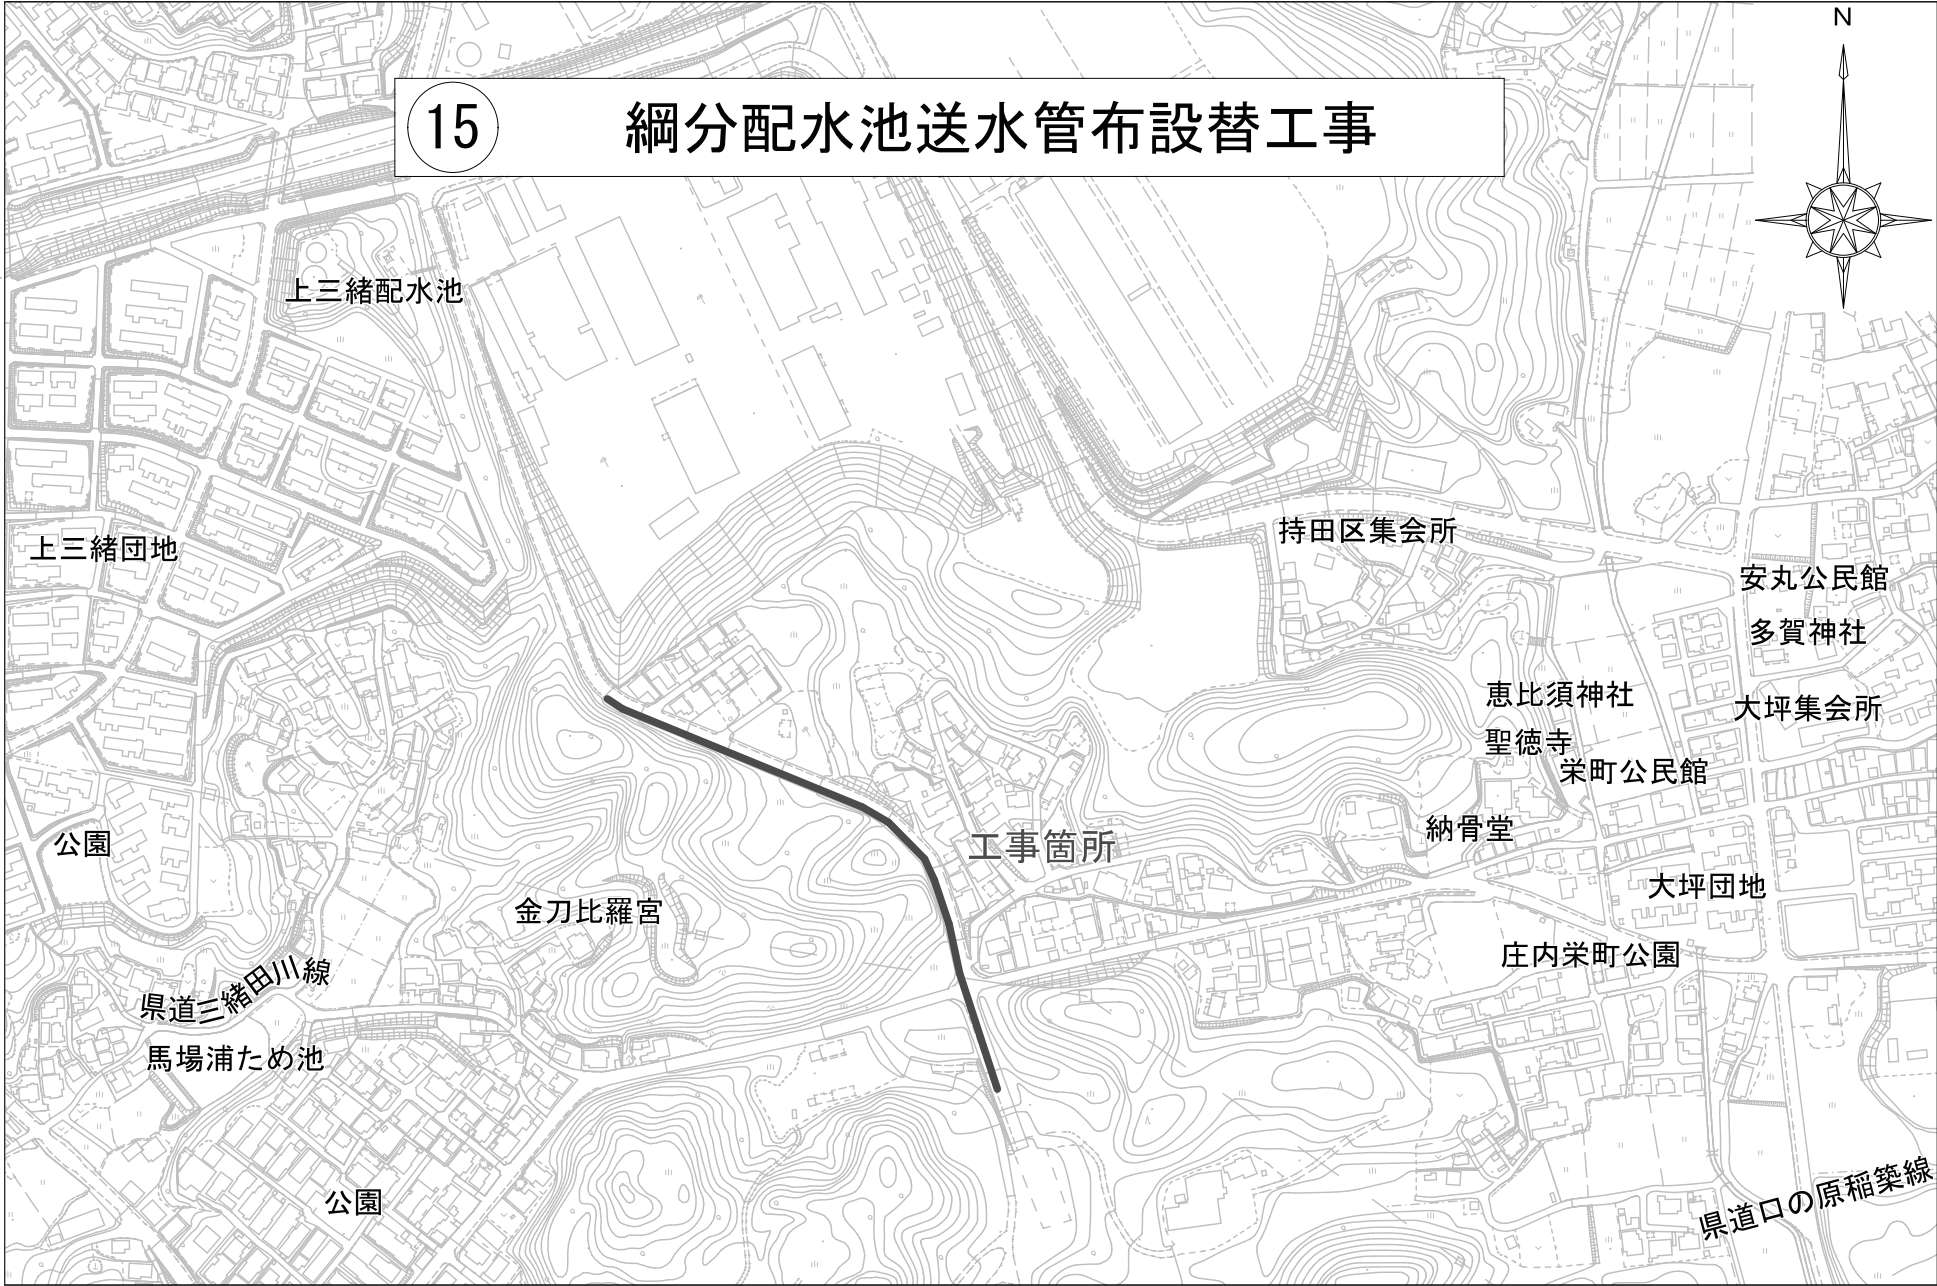 N
15 綱分配水池送水管布設替工事
上三緒配水池
持田区集会所
上三緒団地
安丸公民館
多賀神社
恵比須神社
大坪集会所
聖徳寺
栄町公民館
納骨堂
公園
工事箇所
大坪団地
金刀比羅宮
庄内栄町公園
県道三緒田川線
馬場浦ため池
公園
県道口の原稲築線